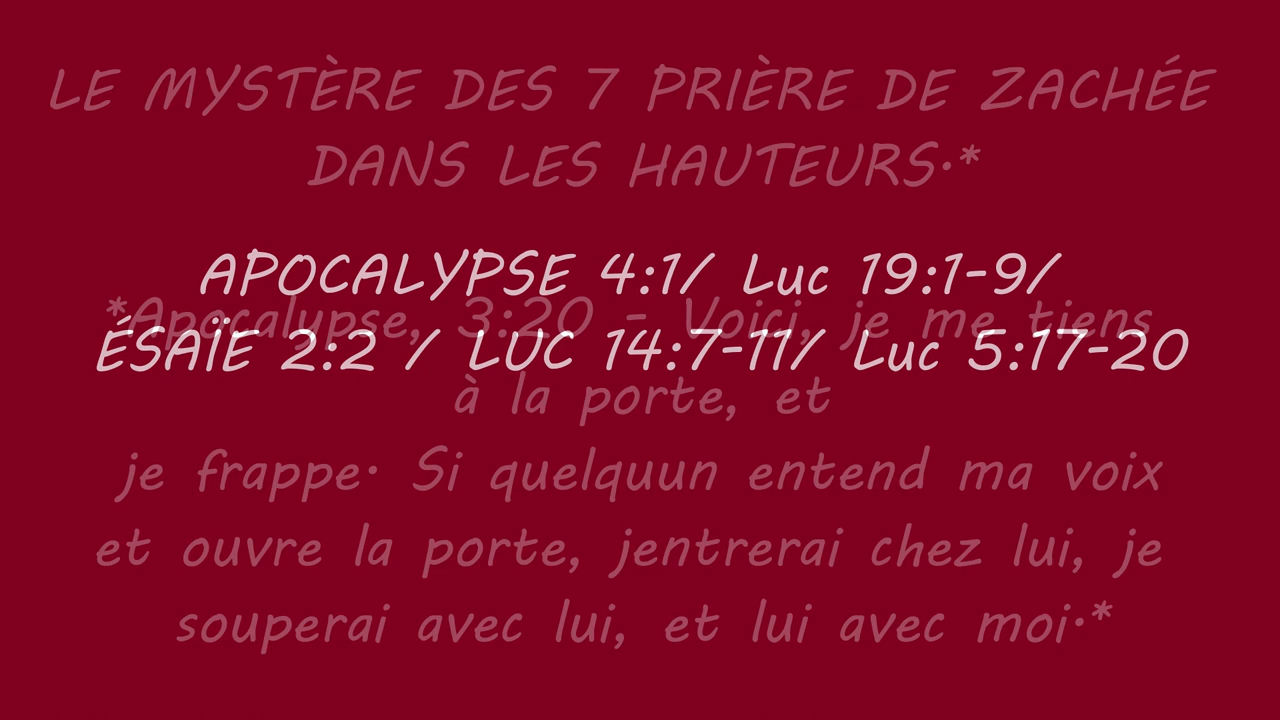 LE MYSTÈRE DES 7 PRIÈRE DE ZACHÉE
DANS LES HAUTEURS·*
APOCALYPSE 4:1/ Luc 19:1-9/
*Apocalypse, 3:20 - Voici, je me tiens
ÉSAÏE 2:2 / LUC 14:7-11/ Luc 5:17-20
à la porte, et
je frappe· Si quelquun entend ma voix
et ouvre la porte, jentrerai chez lui, je
souperai avec lui, et lui avec moi·*